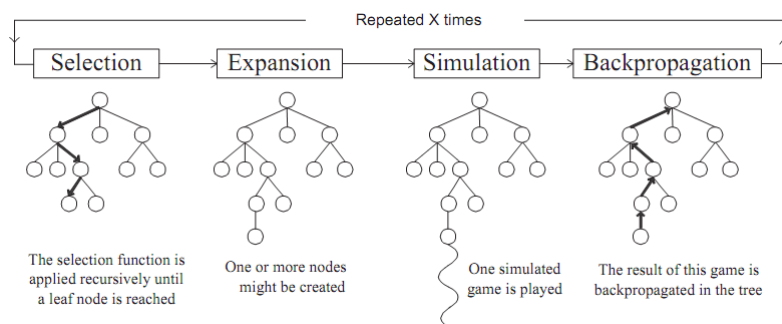 Repeated X times
Selection
Expansion
Simulation
Backpropagation
The selection function is
applied recursively until
a leaf node is reached
One or more nodes
might be created
One simulated
game is played
The result of this game is
backpropagated in the tree